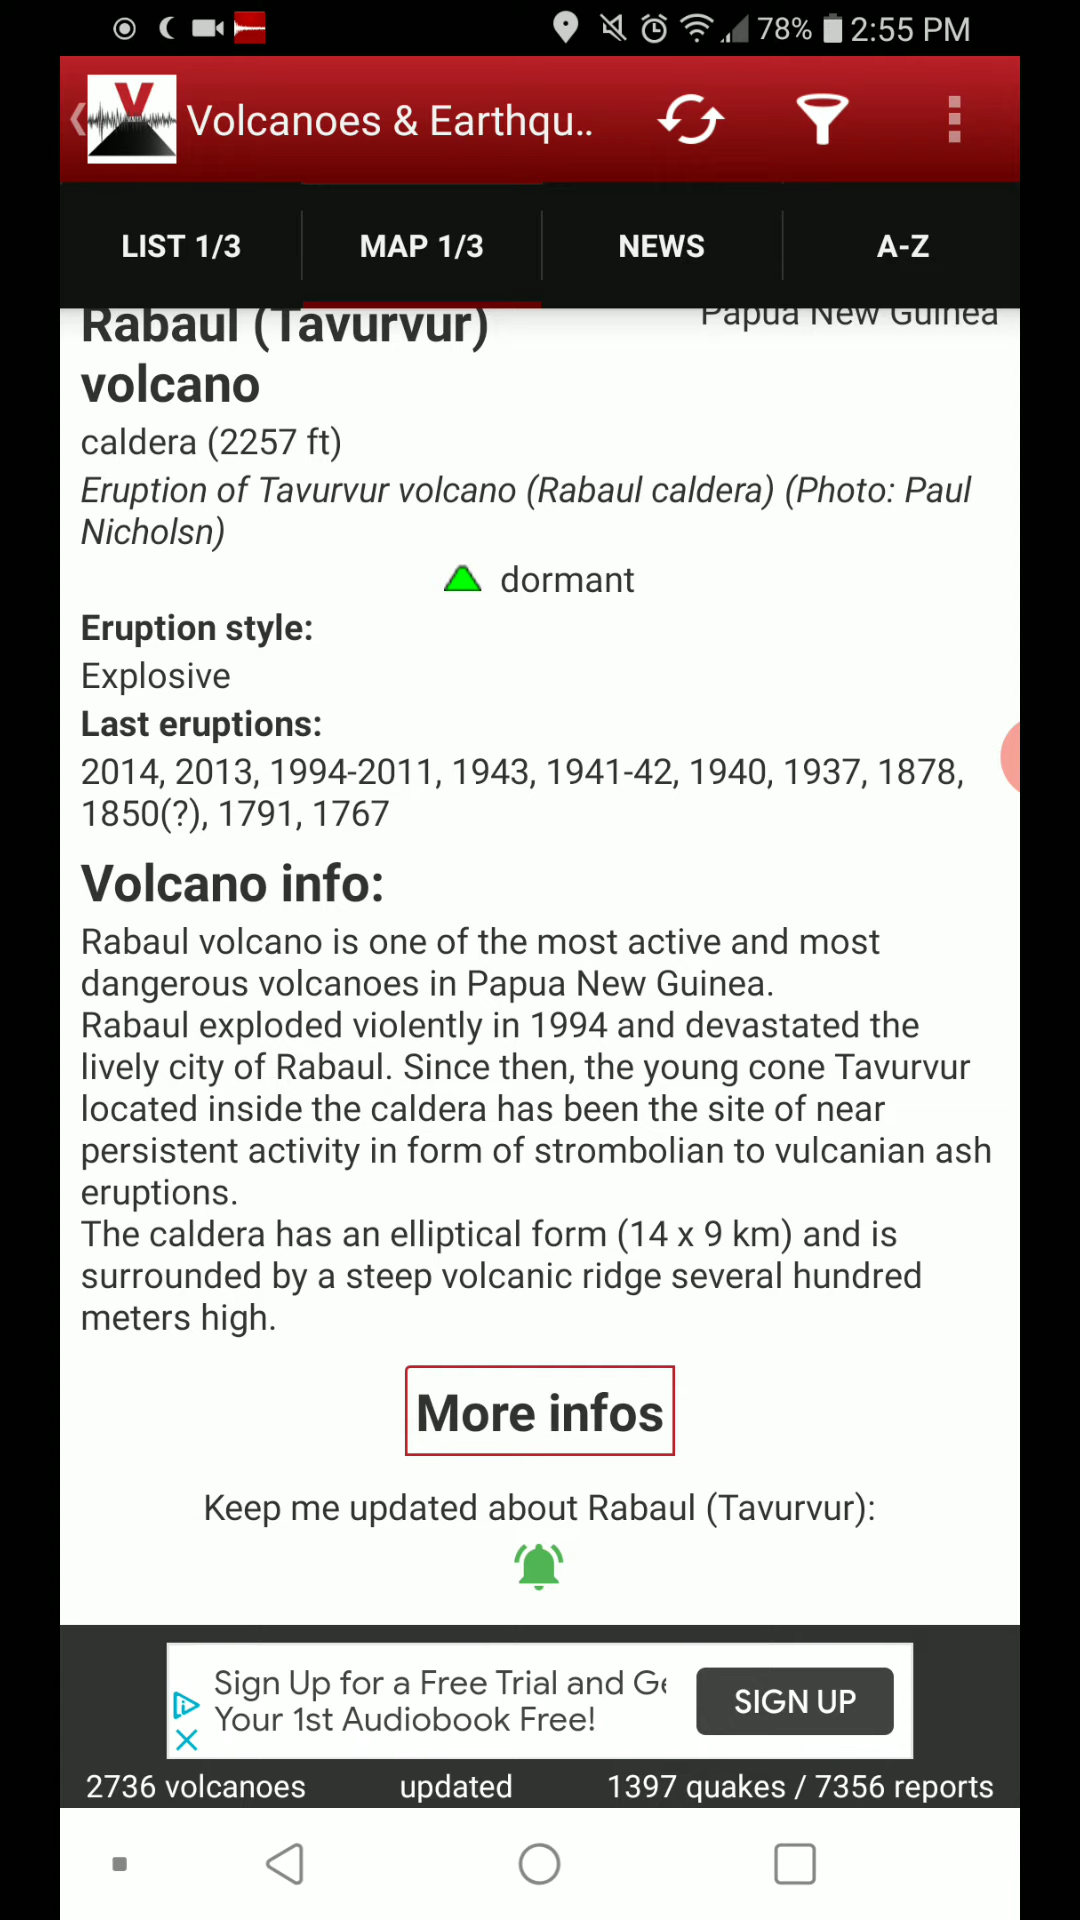 78% 2:55 PM
V
Volcanoes & Earthqu..
LIST 1/3
MAP 1/3
NEWS
A-Z
Rabaul (Tavurvur)
Papua New Guinea
volcano
caldera (2257 ft)
Eruption of Tavurvur volcano (Rabaul caldera) (Photo: Paul
Nicholsn)
dormant
Eruption style:
Explosive
Last eruptions:
2014, 2013, 1994-2011, 1943, 1941-42, 1940, 1937, 1878,
1850(?), 1791, 1767
Volcano info:
Rabaul volcano is one of the most active and most
dangerous volcanoes in Papua New Guinea.
Rabaul exploded violently in 1994 and devastated the
lively city of Rabaul. Since then, the young cone Tavurvur
located inside the caldera has been the site of near
persistent activity in form of strombolian to vulcanian ash
eruptions.
The caldera has an elliptical form (14 x 9 km) and is
surrounded by a steep volcanic ridge several hundred
meters high.
More infos
Keep me updated about Rabaul (Tavurvur):
Sign Up for a Free Trial and Ge
Your 1st Audiobook Free!
SIGN UP
2736 volcanoes
updated
1397 quakes / 7356 reports